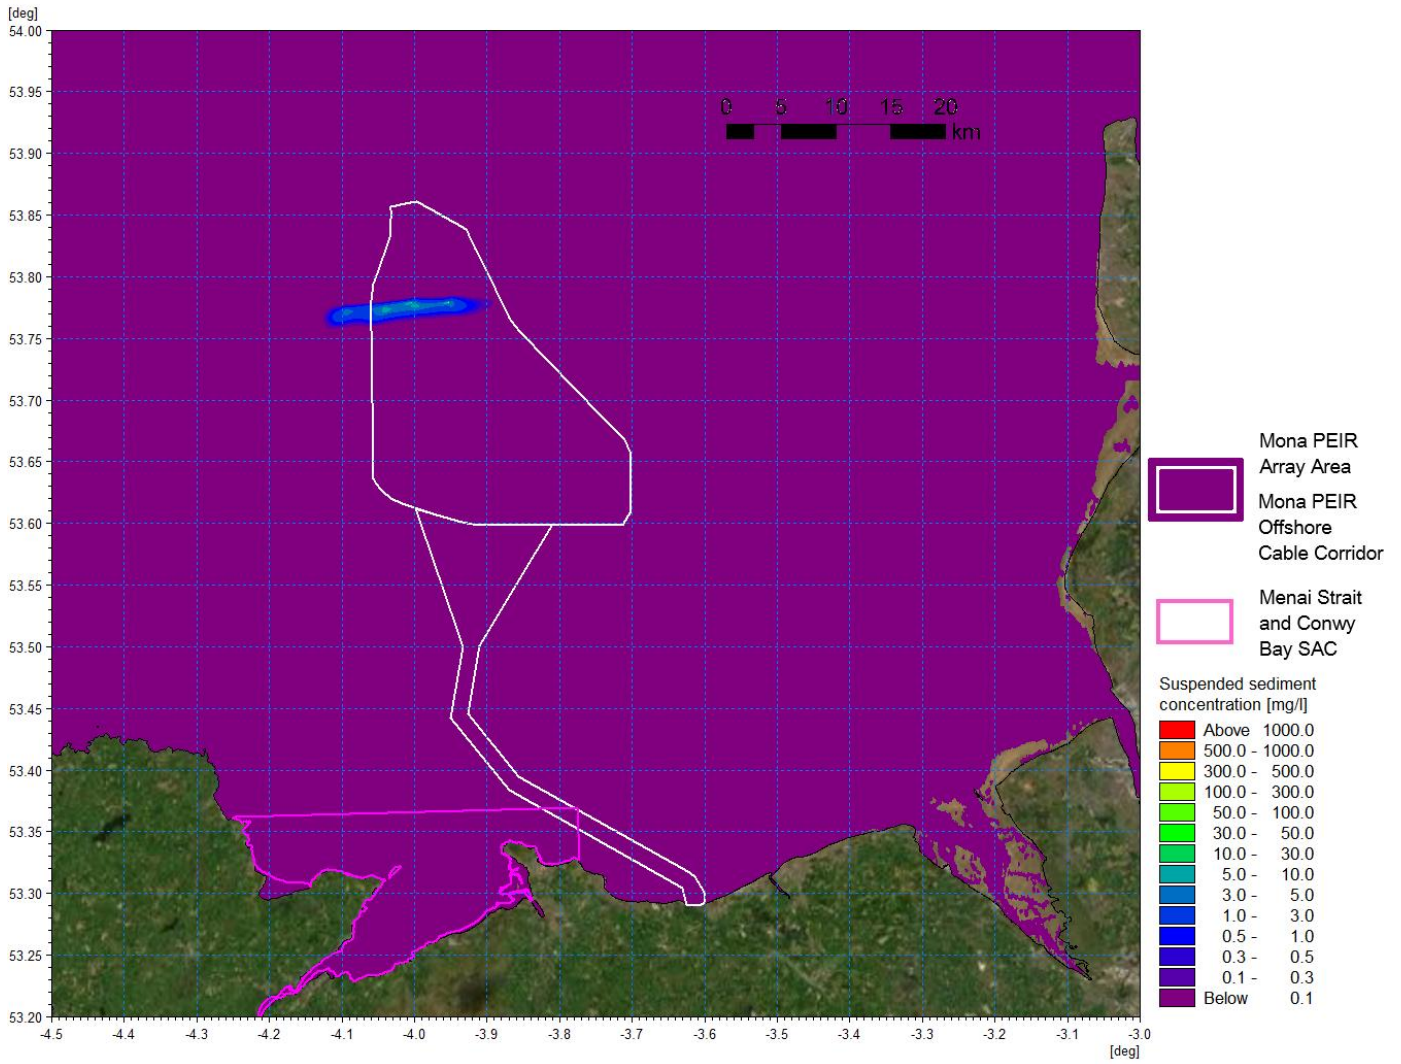 [deg]
54.00
53.95
53.90
53.85
53.80
53.75
53.70
53.65
53.60
53.55
53.50
53.45
53.40
53.35
53.30
53.25
53.20
-4.5 -4.4 -4.3 -4.2 -4.1 -4.0 -3.9 -3.8 -3.7 -3.6 -3.5 -3.4 -3.3 -3.2 -3.1 -3.0
[deg]
0 5 10 15 20
km
Mona PEIR
Array Area
Mona PEIR
Offshore
Cable Corridor
Menai Strait
and Conwy
Bay SAC
Suspended sediment
concentration [mg/l]
Above 1000.0
500.0 - 1000.0
300.0 - 500.0
100.0 - 300.0
50.0 - 100.0
30.0 - 50.0
10.0 - 30.0
5.0 - 10.0
3.0 - 5.0
1.0 - 3.0
0.5 - 1.0
0.3 - 0.5
0.1 - 0.3
Below 0.1